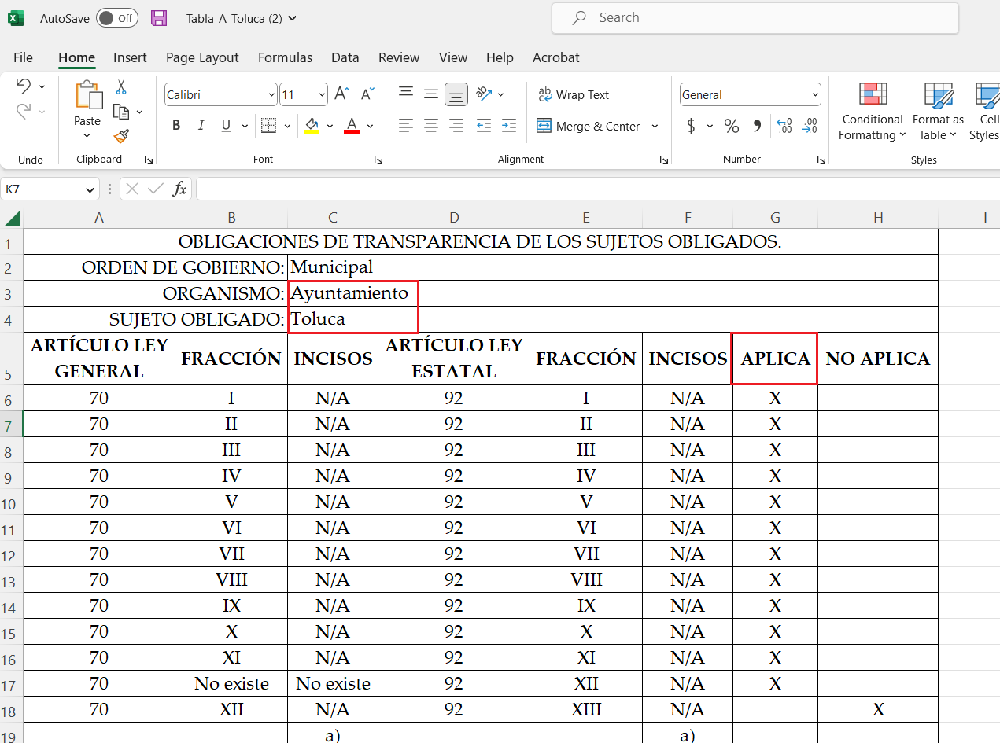 AutoSave Off Tabla_A_Toluca (2) Search
File Home Insert Page Layout Formulas Data Review View Help Acrobat
Calibri 11 A A ab Wrap Text General
Paste B I U A Merge & Center $ % 9 .00 .00 Conditional Formatting Format as Table Cell Styles
Undo Clipboard Font Alignment Number Styles
K7 fx
A B C D E F G H I
1 OBLIGACIONES DE TRANSPARENCIA DE LOS SUJETOS OBLIGADOS.
2 ORDEN DE GOBIERNO: Municipal
3 ORGANISMO: Ayuntamiento
4 SUJETO OBLIGADO: Toluca
5 ARTÍCULO LEY GENERAL FRACCIÓN INCISOS ARTÍCULO LEY ESTATAL FRACCIÓN INCISOS APLICA NO APLICA
6 70 I N/A 92 I N/A X
7 70 II N/A 92 II N/A X
8 70 III N/A 92 III N/A X
9 70 IV N/A 92 IV N/A X
10 70 V N/A 92 V N/A X
11 70 VI N/A 92 VI N/A X
12 70 VII N/A 92 VII N/A X
13 70 VIII N/A 92 VIII N/A X
14 70 IX N/A 92 IX N/A X
15 70 X N/A 92 X N/A X
16 70 XI N/A 92 XI N/A X
17 70 No existe No existe 92 XII N/A X
18 70 XII N/A 92 XIII N/A X
19 a) a)